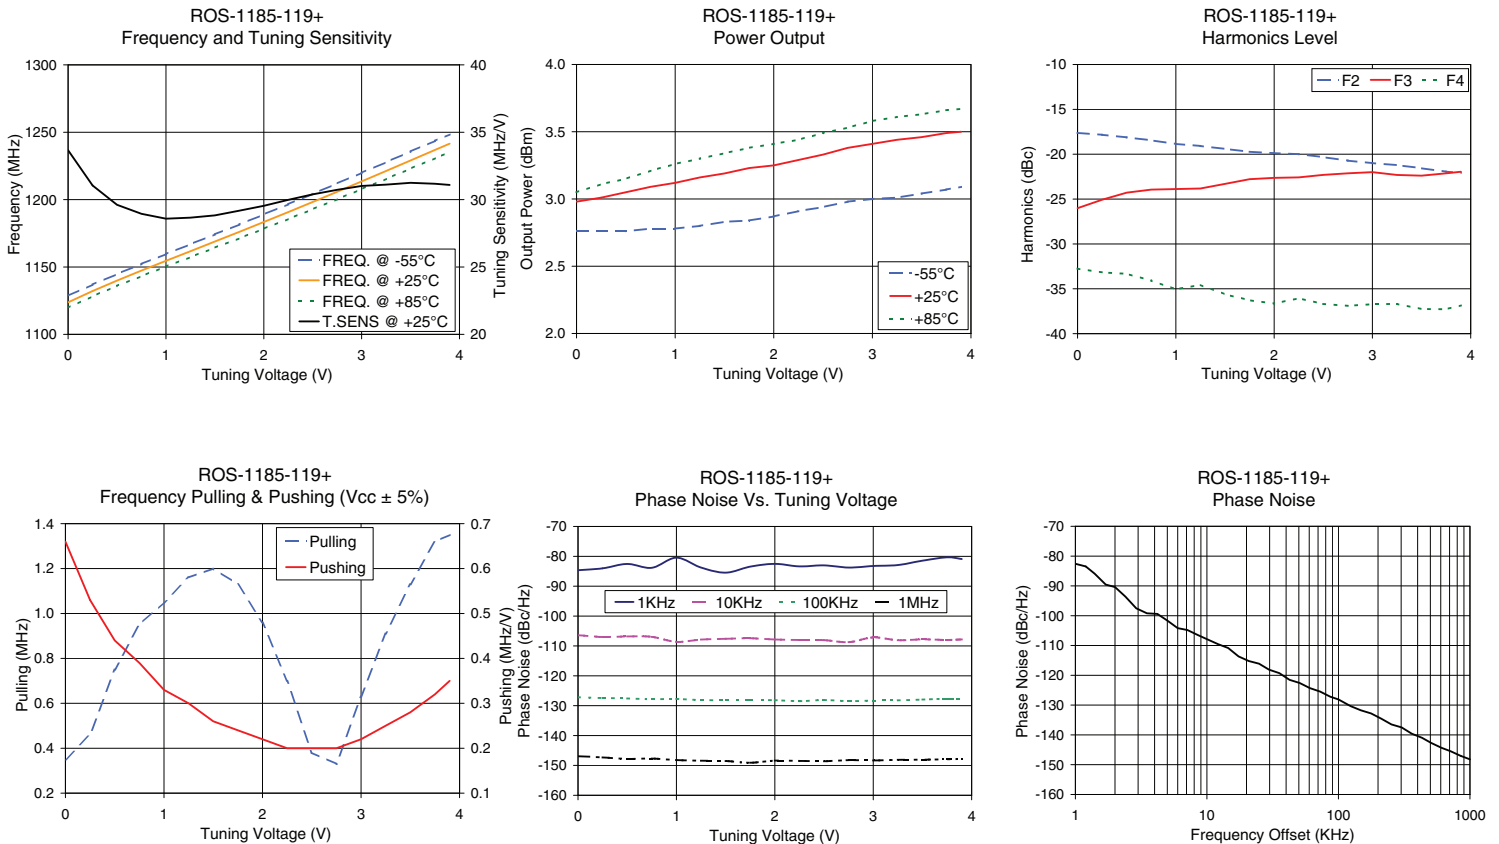 ROS-1185-119+
Frequency and Tuning Sensitivity
1300
1250
1200
1150
1100
Frequency (MHz)
40
35
30
25
20
Tuning Sensitivity (MHz/V)
FREQ. @ -55°C
FREQ. @ +25°C
FREQ. @ +85°C
T.SENS @ +25°C
0 1 2 3 4
Tuning Voltage (V)
ROS-1185-119+
Power Output
4.0
3.5
3.0
2.5
2.0
Output Power (dBm)
-55°C
+25°C
+85°C
0 1 2 3 4
Tuning Voltage (V)
ROS-1185-119+
Harmonics Level
-10
-15
-20
-25
-30
-35
-40
Harmonics (dBc)
F2 F3 F4
0 1 2 3 4
Tuning Voltage (V)
ROS-1185-119+
Frequency Pulling & Pushing (Vcc ± 5%)
1.4
1.2
1.0
0.8
0.6
0.4
0.2
Pulling (MHz)
0.7
0.6
0.5
0.4
0.3
0.2
0.1
Pushing (MHz/V)
Pulling
Pushing
0 1 2 3 4
Tuning Voltage (V)
ROS-1185-119+
Phase Noise Vs. Tuning Voltage
-70
-80
-90
-100
-110
-120
-130
-140
-150
-160
Phase Noise (dBc/Hz)
1KHz 10KHz 100KHz 1MHz
0 1 2 3 4
Tuning Voltage (V)
ROS-1185-119+
Phase Noise
-70
-80
-90
-100
-110
-120
-130
-140
-150
-160
Phase Noise (dBc/Hz)
1 10 100 1000
Frequency Offset (KHz)